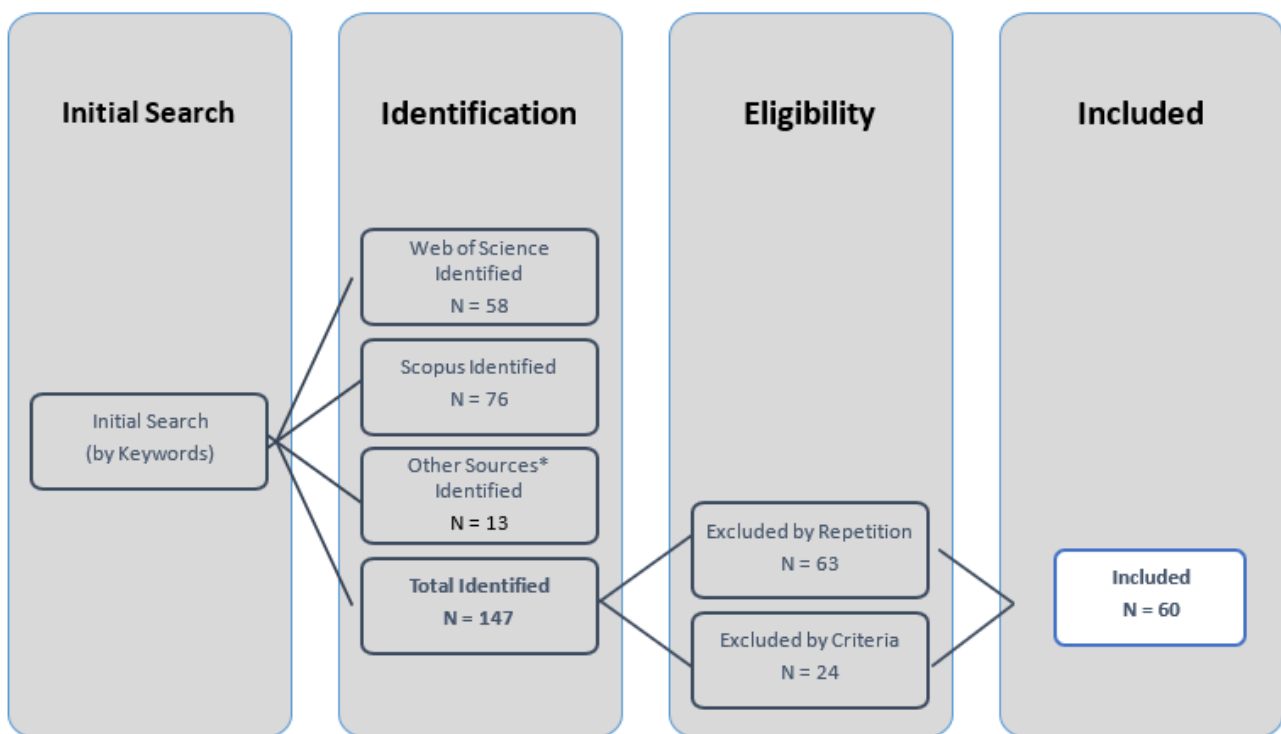 Initial Search
Identification
Eligibility
Included
Initial Search
(by Keywords)
Web of Science
Identified
N = 58
Scopus Identified
N = 76
Other Sources*
Identified
N = 13
Total Identified
N = 147
Excluded by Repetition
N = 63
Excluded by Criteria
N = 24
Included
N = 60